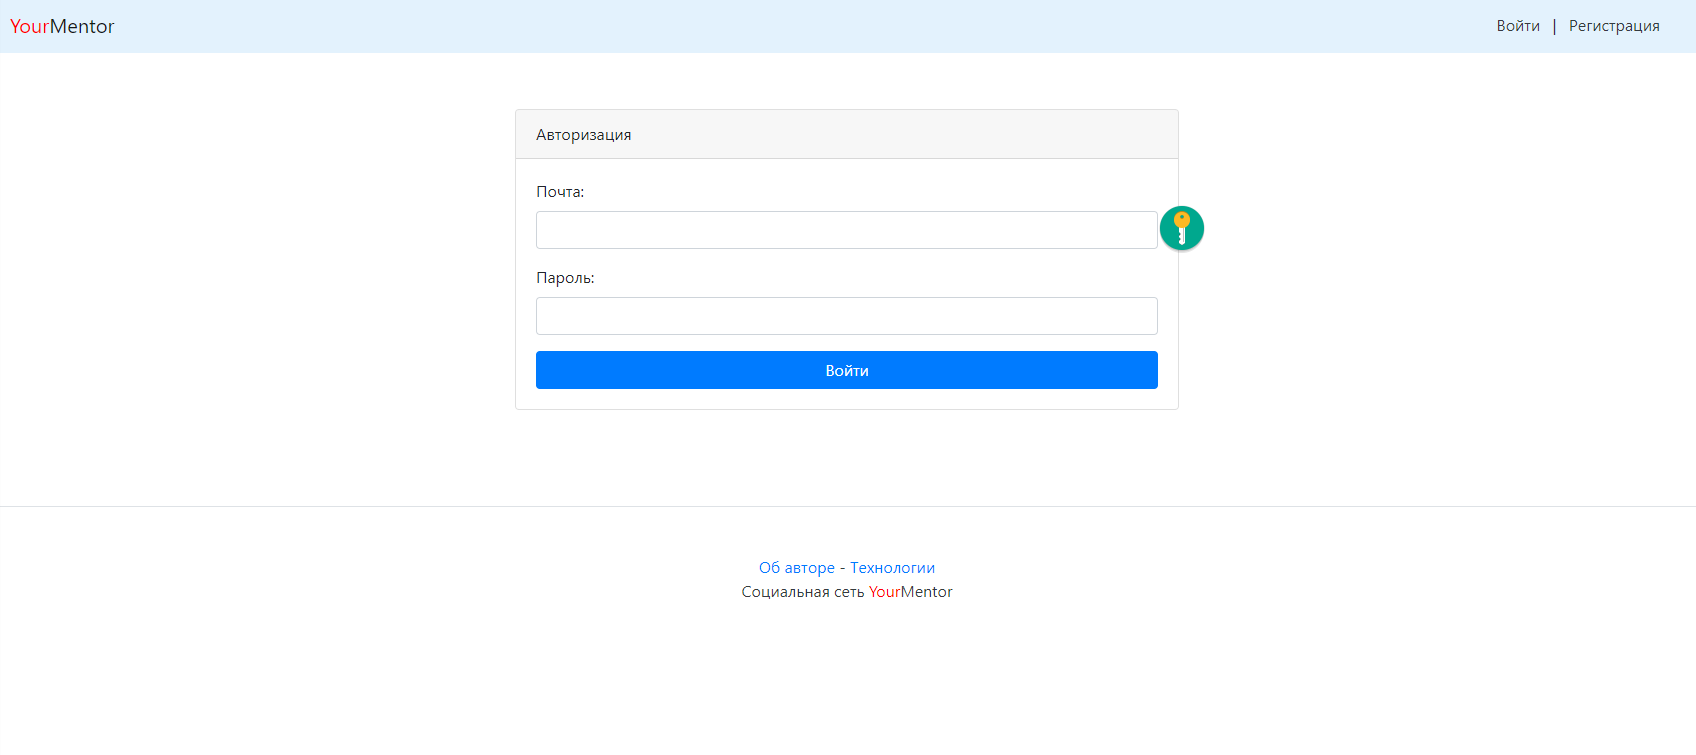 YourMentor
Войти | Регистрация
Авторизация
Почта:
Пароль:
Войти
Об авторе - Технологии
Социальная сеть YourMentor